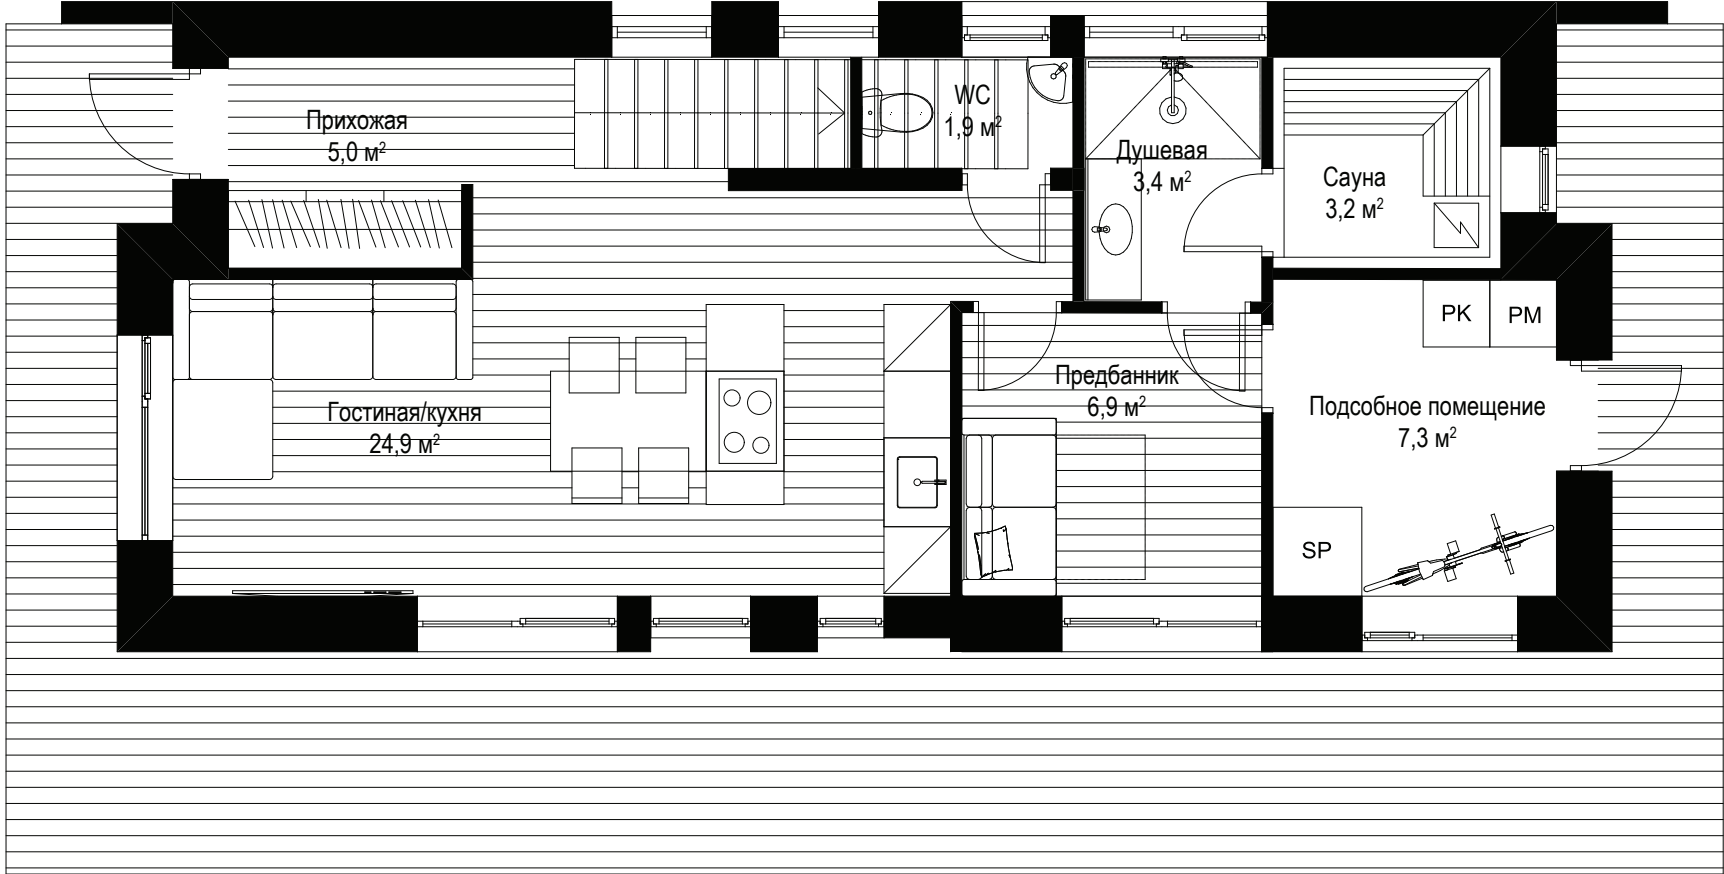 Прихожая
5,0 м²
WC
1,9 м²
Душевая
3,4 м²
Сауна
3,2 м²
Гостиная/кухня
24,9 м²
Предбанник
6,9 м²
PK
PM
Подсобное помещение
7,3 м²
SP